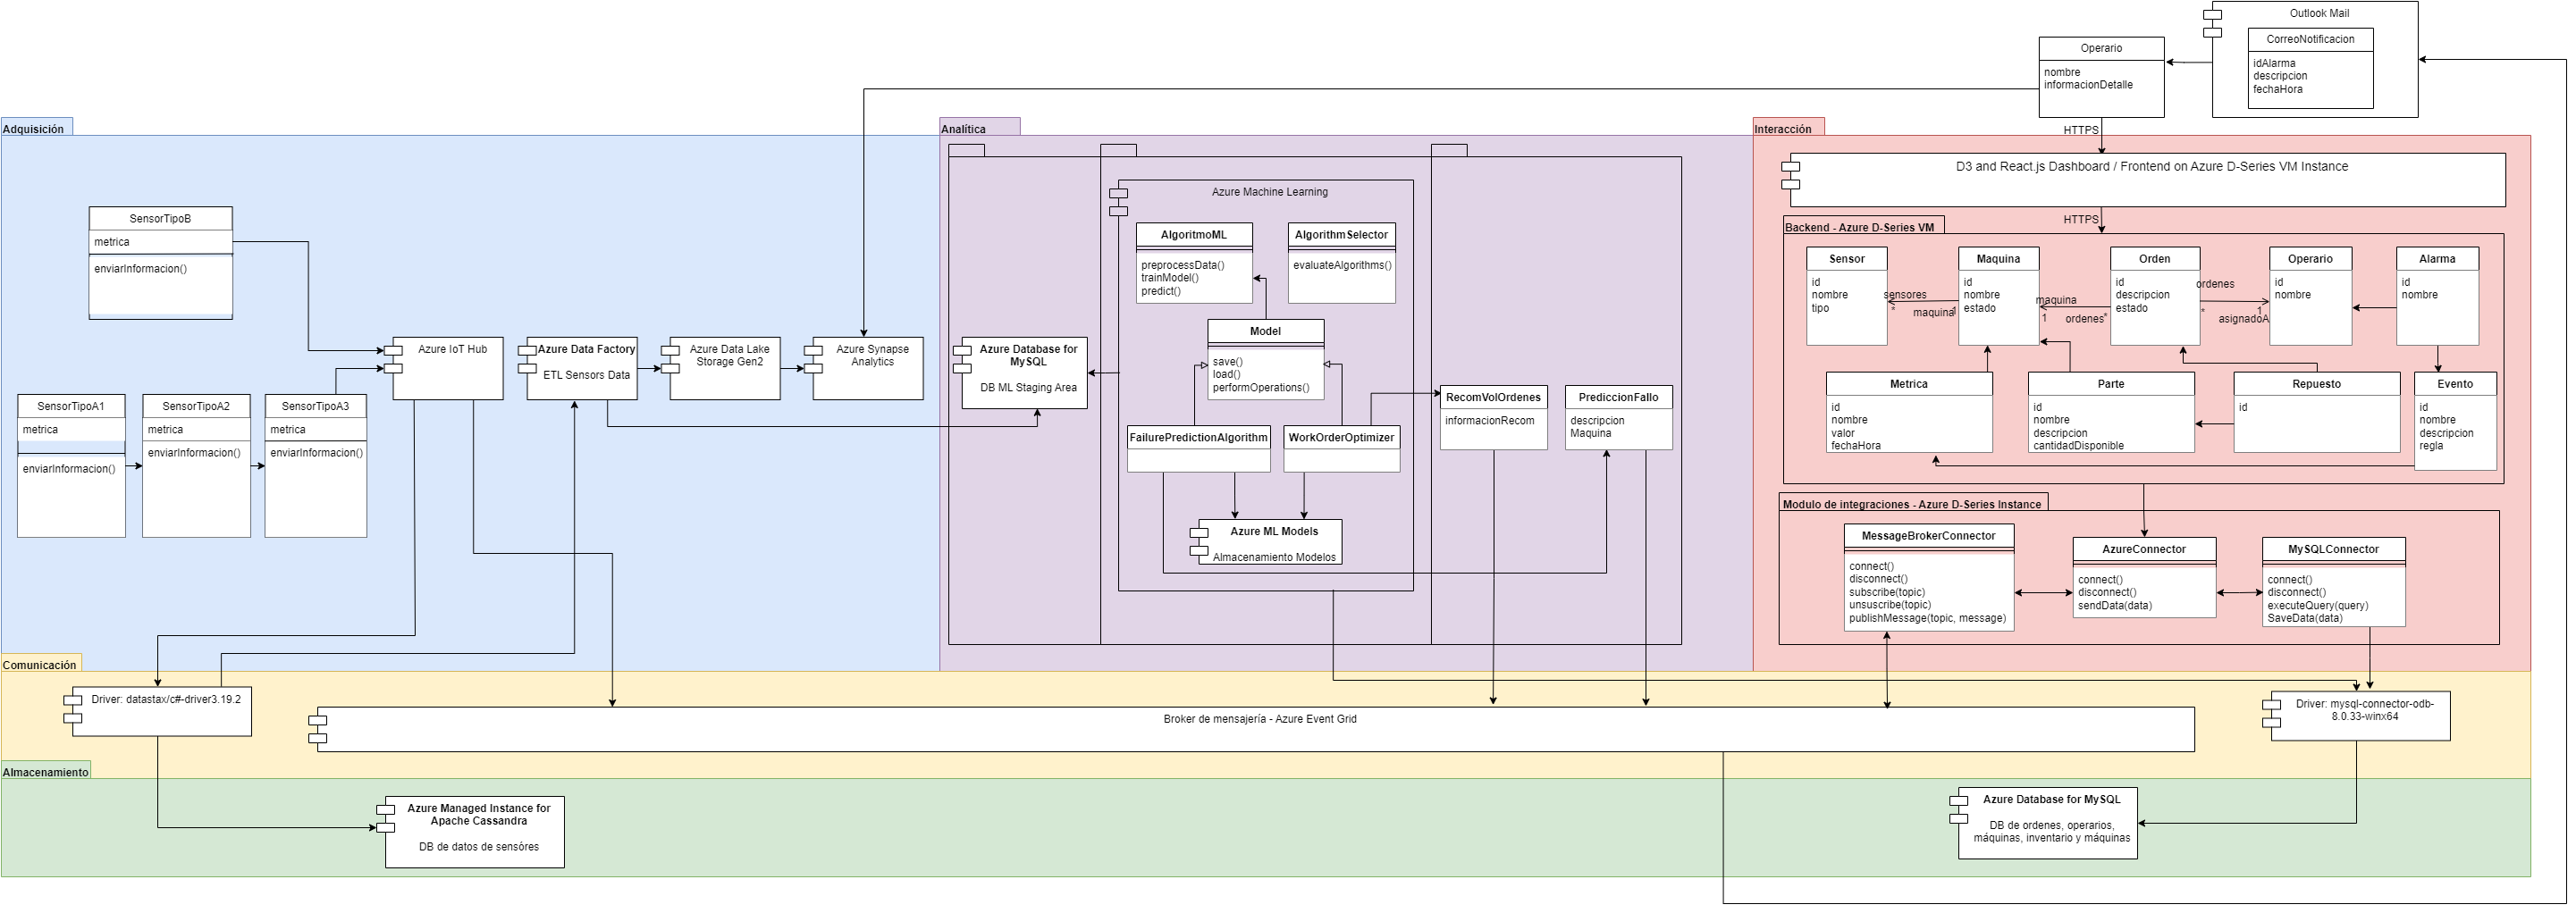 Outlook Mail
CorreoNotificacion
idAlarma
descripcion
fechaHora
Operario
nombre
informacionDetalle
HTTPS
Adquisición
SensorTipoB
metrica
enviarInformacion()
SensorTipoA1
metrica
enviarInformacion()
SensorTipoA2
metrica
enviarInformacion()
SensorTipoA3
metrica
enviarInformacion()
Azure IoT Hub
Azure Data Factory
ETL Sensors Data
Azure Data Lake
Storage Gen2
Azure Synapse
Analytics
Analítica
Azure Database for
MySQL
DB ML Staging Area
Azure Machine Learning
AlgoritmoML
preprocessData()
trainModel()
predict()
AlgorithmSelector
evaluateAlgorithms()
Model
save()
load()
performOperations()
FailurePredictionAlgorithm
WorkOrderOptimizer
Azure ML Models
Almacenamiento Modelos
RecomVolOrdenes
informacionRecom
PrediccionFallo
descripcion
Maquina
Interacción
D3 and React.js Dashboard / Frontend on Azure D-Series VM Instance
HTTPS
Backend - Azure D-Series VM
Sensor
id
nombre
tipo
sensores
*
maquina
1
Maquina
id
nombre
estado
maquina
1
ordenes
*
Orden
id
descripcion
estado
ordenes
*
asignadoA
1
Operario
id
nombre
Alarma
id
nombre
Metrica
id
nombre
valor
fechaHora
Parte
id
nombre
descripcion
cantidadDisponible
Repuesto
id
Evento
id
nombre
descripcion
regla
Modulo de integraciones - Azure D-Series Instance
MessageBrokerConnector
connect()
disconnect()
subscribe(topic)
unsuscribe(topic)
publishMessage(topic, message)
AzureConnector
connect()
disconnect()
sendData(data)
MySQLConnector
connect()
disconnect()
executeQuery(query)
SaveData(data)
Comunicación
Driver: datastax/c#-driver3.19.2
Broker de mensajería - Azure Event Grid
Driver: mysql-connector-odb-
8.0.33-winx64
Almacenamiento
Azure Managed Instance for
Apache Cassandra
DB de datos de sensóres
Azure Database for MySQL
DB de ordenes, operarios,
máquinas, inventario y máquinas